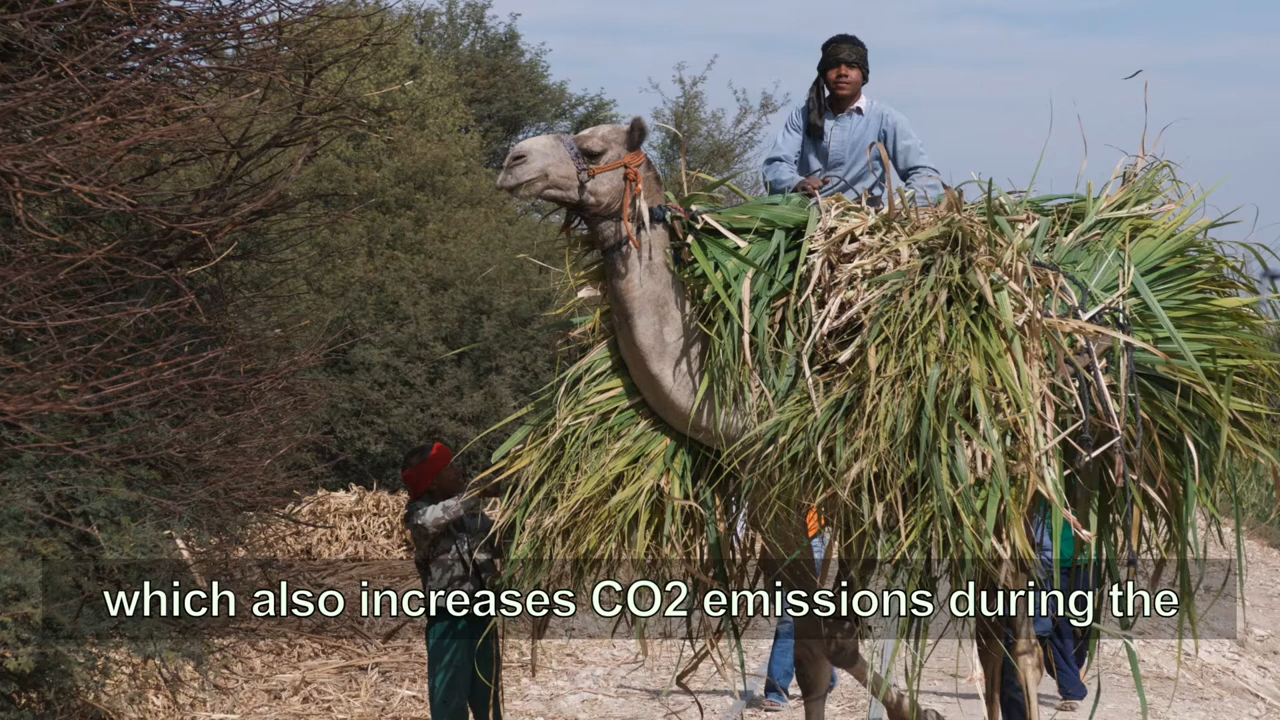 which also increases CO2 emissions during the